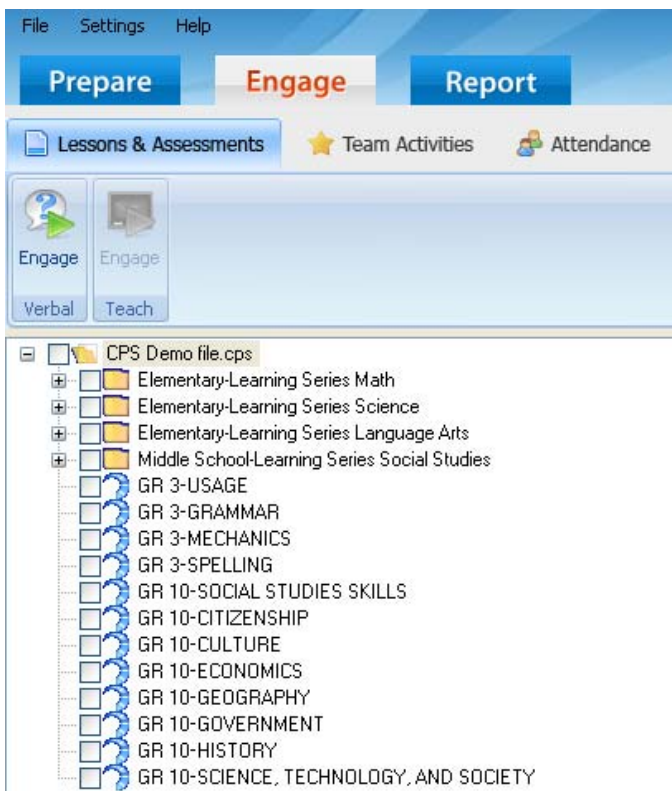 File Settings Help
Prepare Engage Report
Lessons & Assessments Team Activities Attendance
Engage Engage
Verbal Teach
CPS Demo file.cps
Elementary-Learning Series Math
Elementary-Learning Series Science
Elementary-Learning Series Language Arts
Middle School-Learning Series Social Studies
GR 3-USAGE
GR 3-GRAMMAR
GR 3-MECHANICS
GR 3-SPELLING
GR 10-SOCIAL STUDIES SKILLS
GR 10-CITIZENSHIP
GR 10-CULTURE
GR 10-ECONOMICS
GR 10-GEOGRAPHY
GR 10-GOVERNMENT
GR 10-HISTORY
GR 10-SCIENCE, TECHNOLOGY, AND SOCIETY